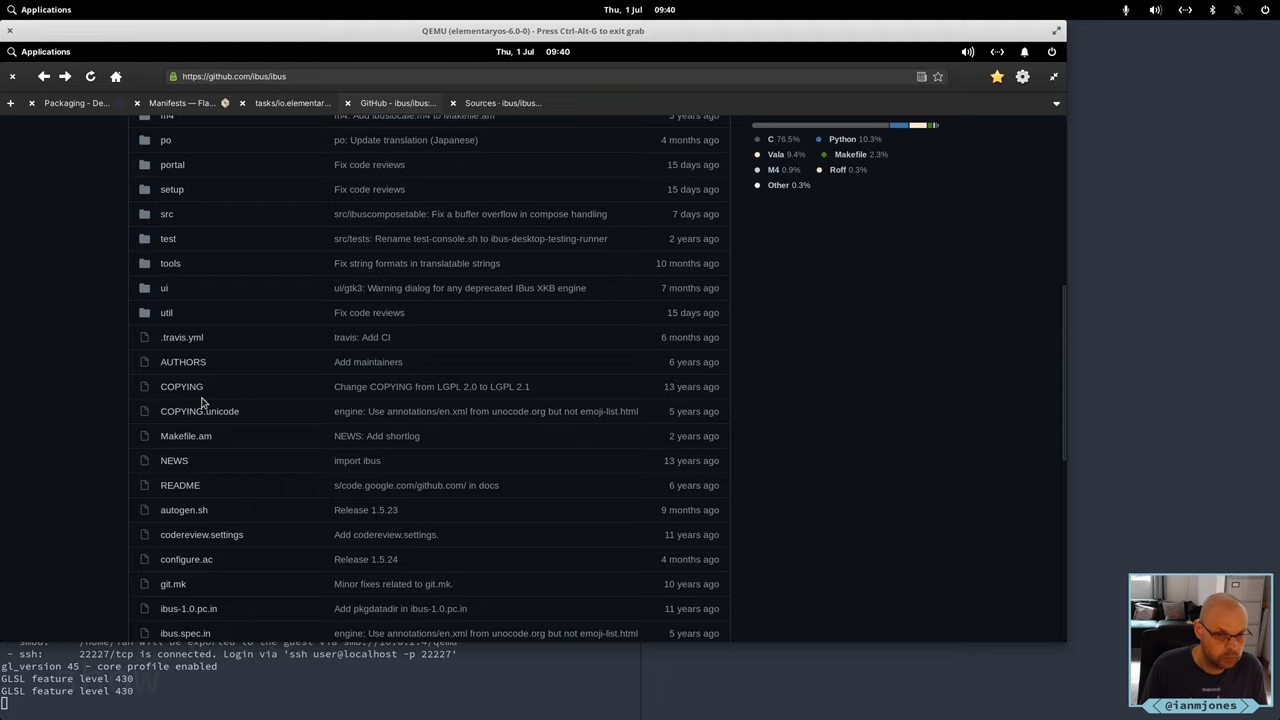 Applications
Thu, 1 Jul 09:40
QEMU (elementaryos-6.0-0) - Press Ctrl-Alt-G to exit grab
Applications
Thu, 1 Jul 09:40
https://github.com/ibus/ibus
Packaging - De...
Manifests — Fla...
tasks/io.elementar...
GitHub - ibus/ibus:...
Sources · ibus/ibus...
m4 m4: Add ibuslocale.m4 to Makefile.am 3 years ago
po po: Update translation (Japanese) 4 months ago
portal Fix code reviews 15 days ago
setup Fix code reviews 15 days ago
src src/ibuscomposetable: Fix a buffer overflow in compose handling 7 days ago
test src/tests: Rename test-console.sh to ibus-desktop-testing-runner 2 years ago
tools Fix string formats in translatable strings 10 months ago
ui ui/gtk3: Warning dialog for any deprecated IBus XKB engine 7 months ago
util Fix code reviews 15 days ago
.travis.yml travis: Add CI 6 months ago
AUTHORS Add maintainers 6 years ago
COPYING Change COPYING from LGPL 2.0 to LGPL 2.1 13 years ago
COPYING.unicode engine: Use annotations/en.xml from unocode.org but not emoji-list.html 5 years ago
Makefile.am NEWS: Add shortlog 2 years ago
NEWS import ibus 13 years ago
README s/code.google.com/github.com/ in docs 6 years ago
autogen.sh Release 1.5.23 9 months ago
codereview.settings Add codereview.settings. 11 years ago
configure.ac Release 1.5.24 4 months ago
git.mk Minor fixes related to git.mk. 10 years ago
ibus-1.0.pc.in Add pkgdatadir in ibus-1.0.pc.in 11 years ago
ibus.spec.in engine: Use annotations/en.xml from unocode.org but not emoji-list.html 5 years ago
C 76.5% Python 10.3%
Vala 9.4% Makefile 2.3%
M4 0.9% Roff 0.3%
Other 0.3%
- ssh: 22227/tcp is connected. Login via 'ssh user@localhost -p 22227'
gl_version 45 - core profile enabled
GLSL feature level 430
GLSL feature level 430
@ianmjones